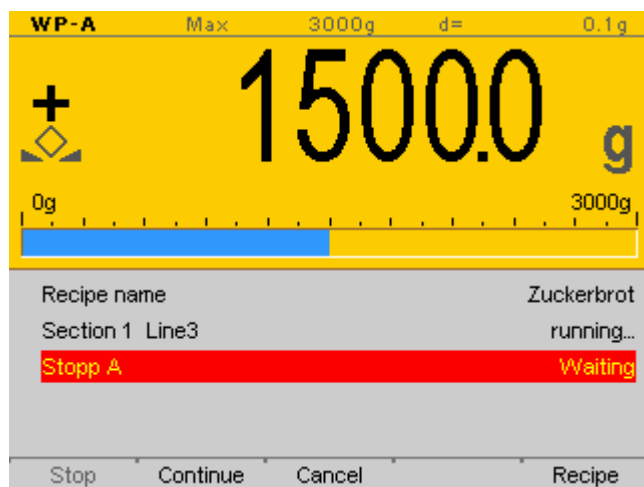 WP-A Max 3000g d= 0.1g
+ 1500.0 g
0g 3000g
Recipe name Zuckerbrot
Section 1 Line3 running...
Stopp A Waiting
Stop Continue Cancel Recipe